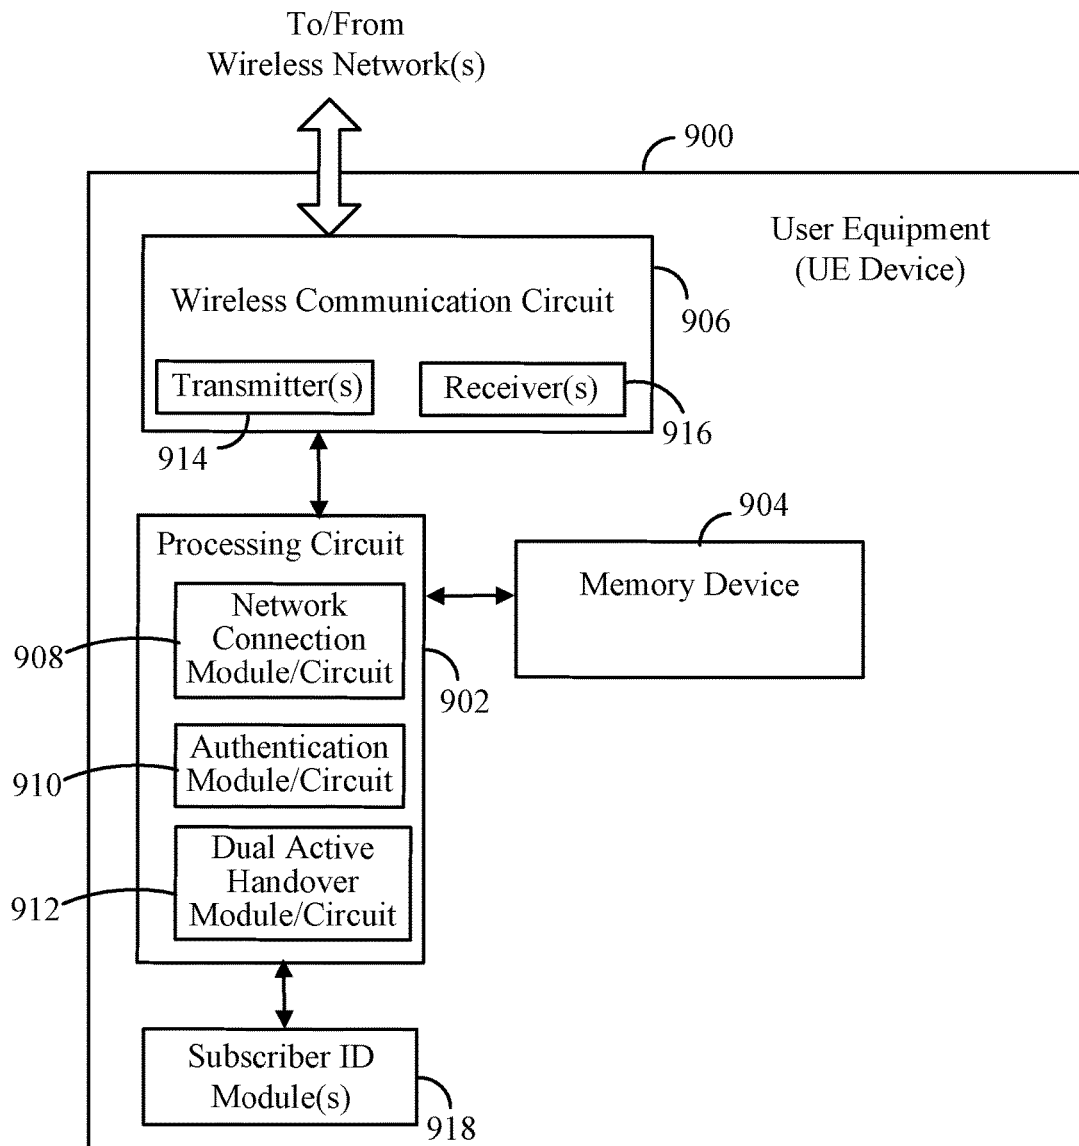 To/From
Wireless Network(s)
900
User Equipment
(UE Device)
Wireless Communication Circuit
906
Transmitter(s)
Receiver(s)
914
916
904
Processing Circuit
Memory Device
Network
Connection
Module/Circuit
908
902
Authentication
Module/Circuit
910
Dual Active
Handover
Module/Circuit
912
Subscriber ID
Module(s)
918